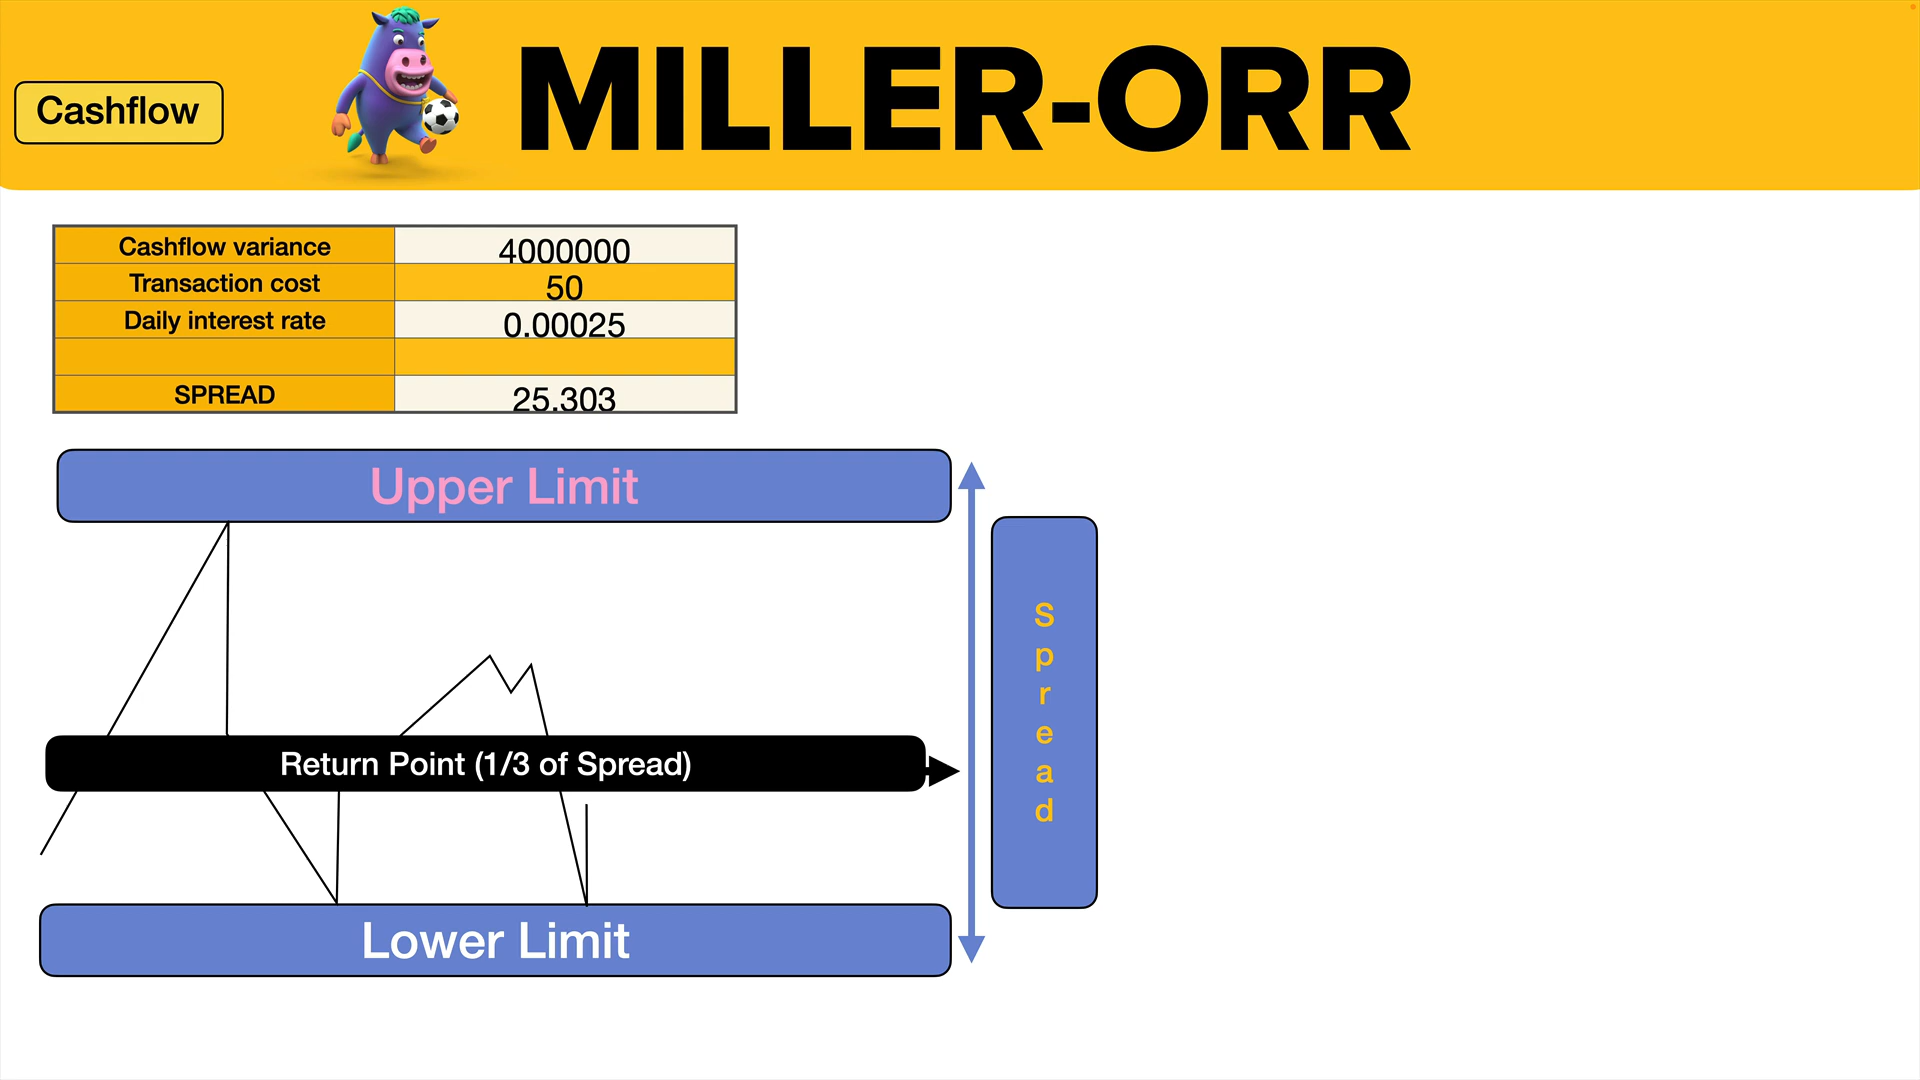 Cashflow
MILLER-ORR
Cashflow variance 4000000
Transaction cost 50
Daily interest rate 0.00025
SPREAD 25.303
Upper Limit
Return Point (1/3 of Spread)
Lower Limit
S
p
r
e
a
d